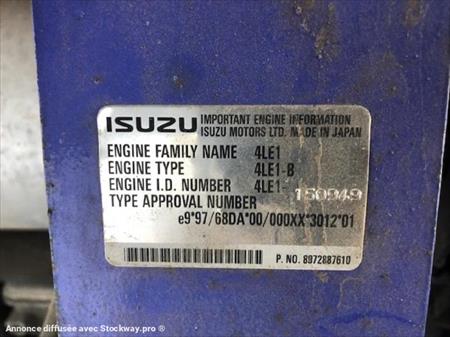 ISUZU IMPORTANT ENGINE INFORMATION
ISUZU MOTORS LTD. MADE IN JAPAN
ENGINE FAMILY NAME 4LE1
ENGINE TYPE 4LE1-B
ENGINE I.D. NUMBER 4LE1- 150949
TYPE APPROVAL NUMBER
e9*97/68DA*00/000XX*3012*01
P. NO. 8972887610
Annonce diffusée avec Stockway.pro ®